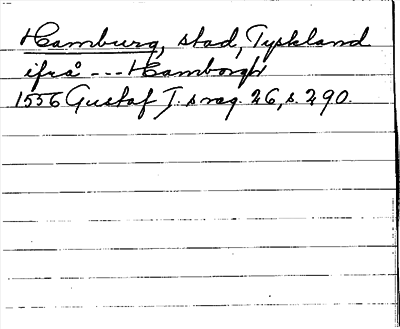 Hamburg, stad, Tyskland
ifrå --- Hamborgh
1556 Gustaf I. s reg. 26, s. 290.